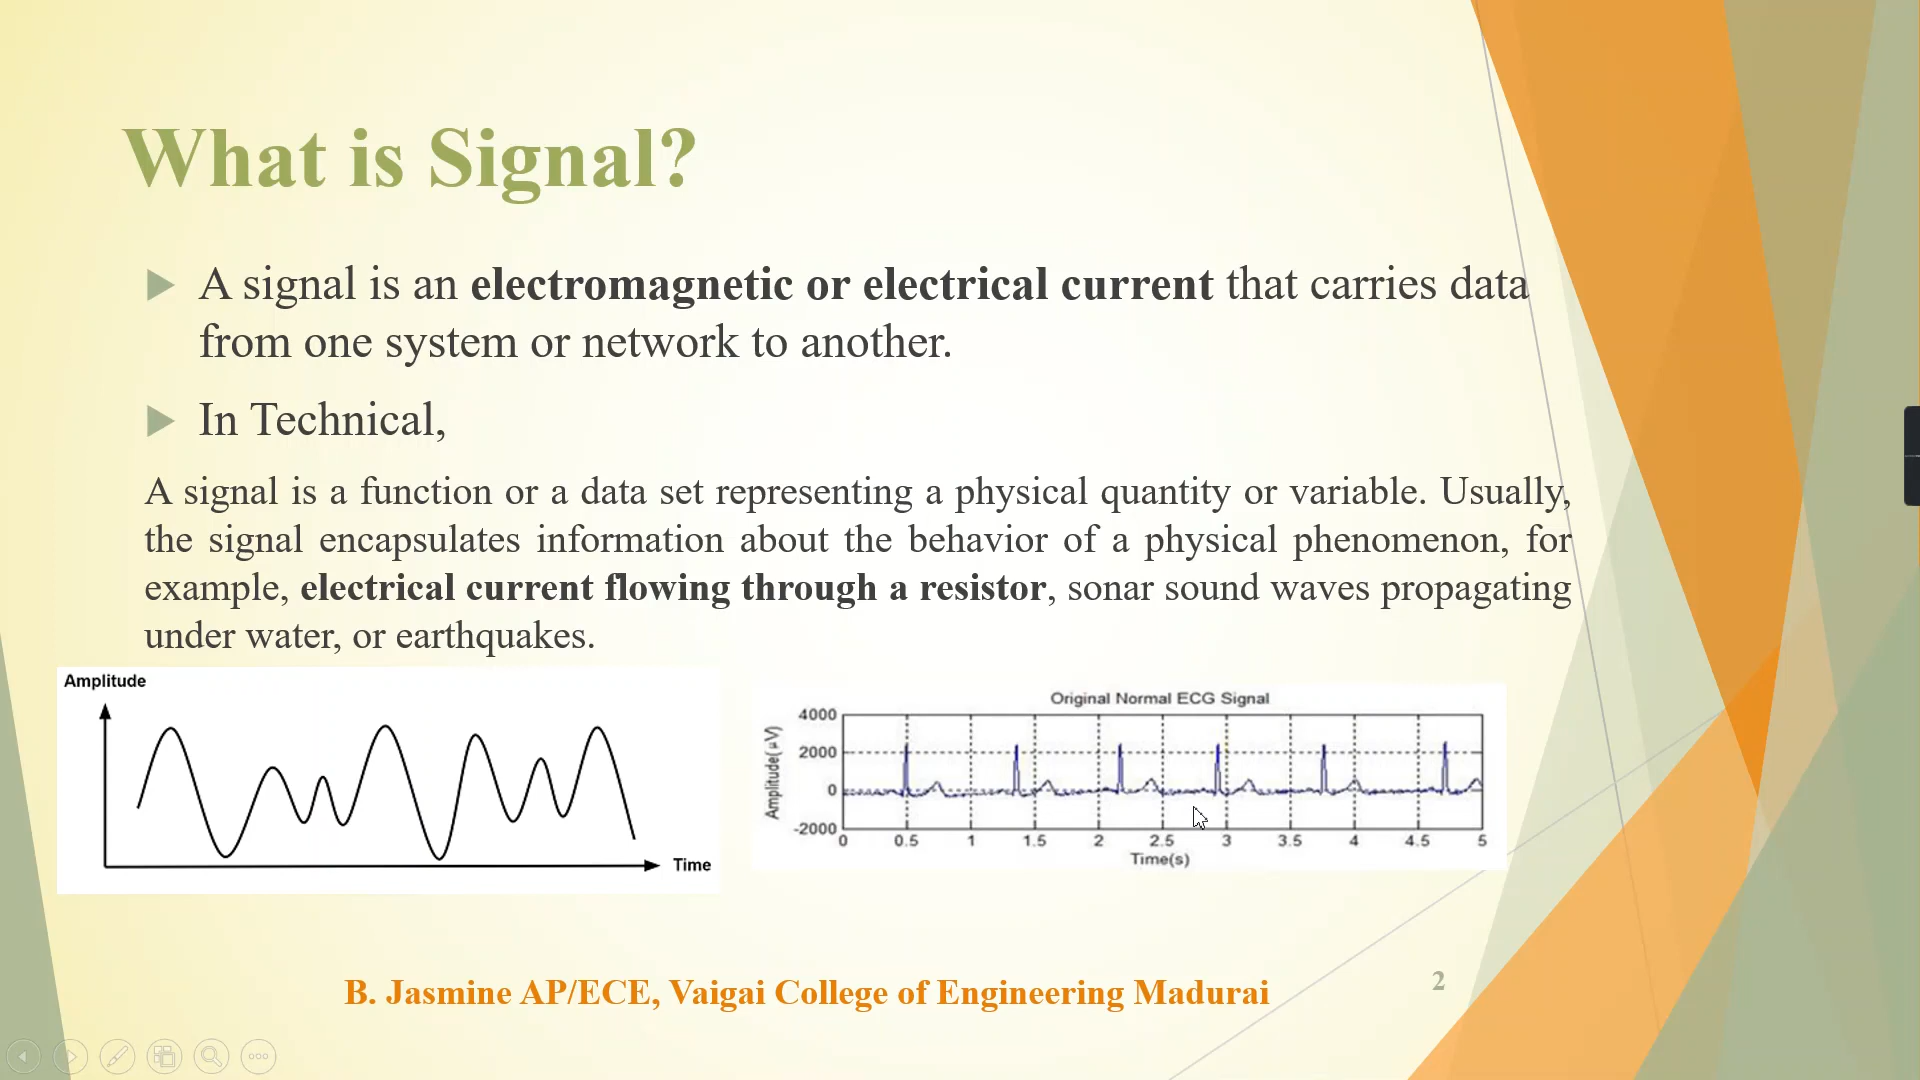 What is Signal?
A signal is an electromagnetic or electrical current that carries data
from one system or network to another.
In Technical,
A signal is a function or a data set representing a physical quantity or variable. Usually,
the signal encapsulates information about the behavior of a physical phenomenon, for
example, electrical current flowing through a resistor, sonar sound waves propagating
under water, or earthquakes.
Amplitude
Time
Original Normal ECG Signal
Amplitude(μV)
4000
2000
0
-2000
0 0.5 1 1.5 2 2.5 3 3.5 4 4.5 5
Time(s)
B. Jasmine AP/ECE, Vaigai College of Engineering Madurai
2